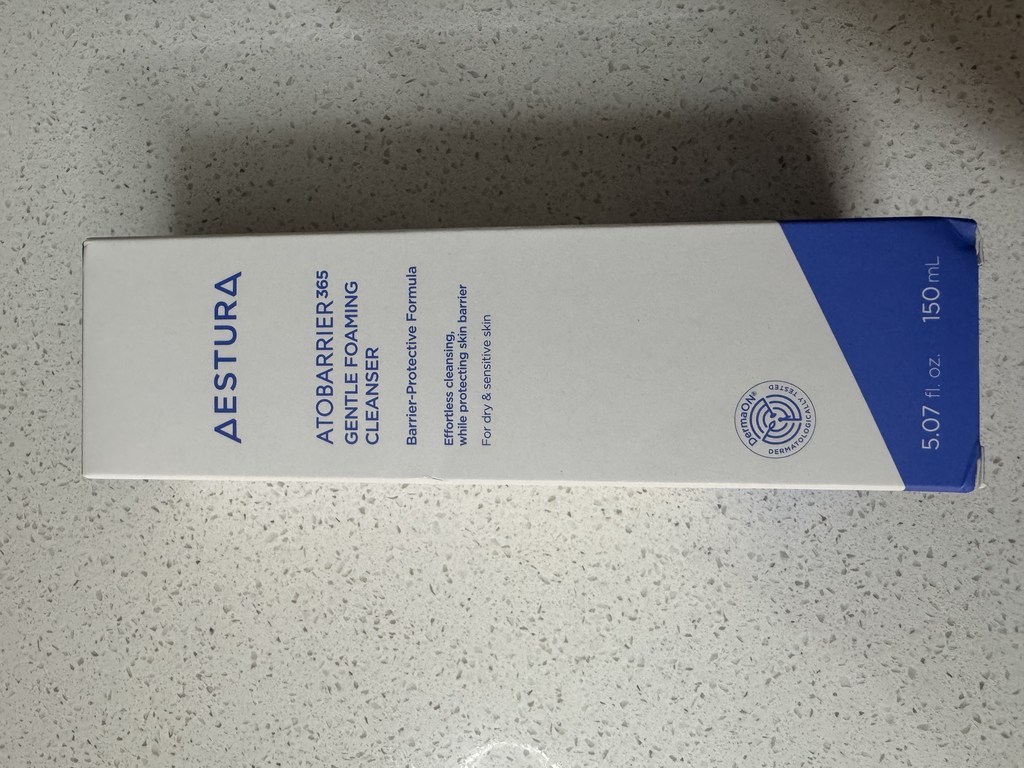 AESTURA
ATOBARRIER365
GENTLE FOAMING
CLEANSER
Barrier-Protective Formula
Effortless cleansing,
while protecting skin barrier
For dry & sensitive skin
DermaON®
DERMATOLOGICALLY TESTED
5.07 fl. oz. 150 mL